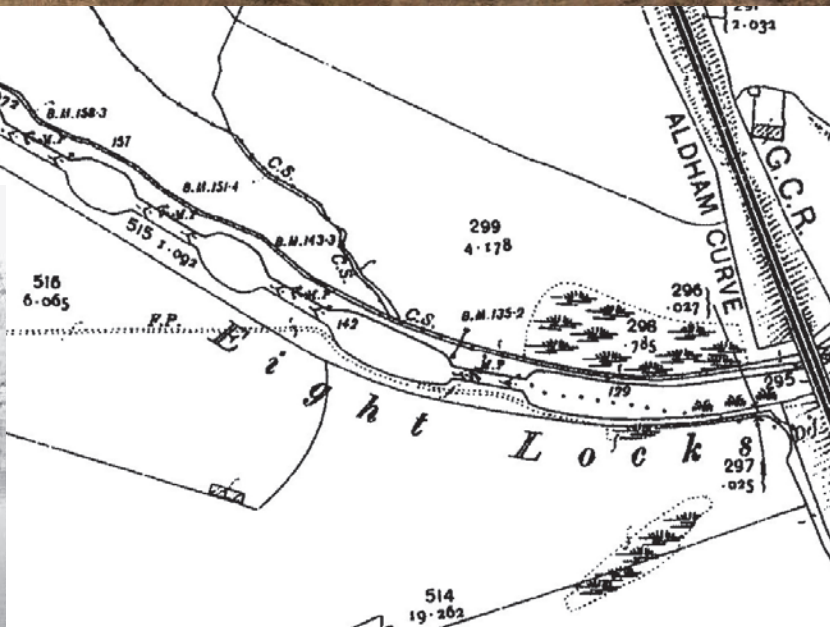 2·032
G.C.R.
ALDHAM CURVE
B.M.158·3
M.P
157
C.S.
B.M.151·4
M.P
515 1·092
299
4·178
B.M.143·3
C.S.
516
6·065
M.P
F.P.
142
C.S.
B.M.135·2
296
·027
298
·785
M.P
129
295
Eight Locks
297
·025
514
19·262